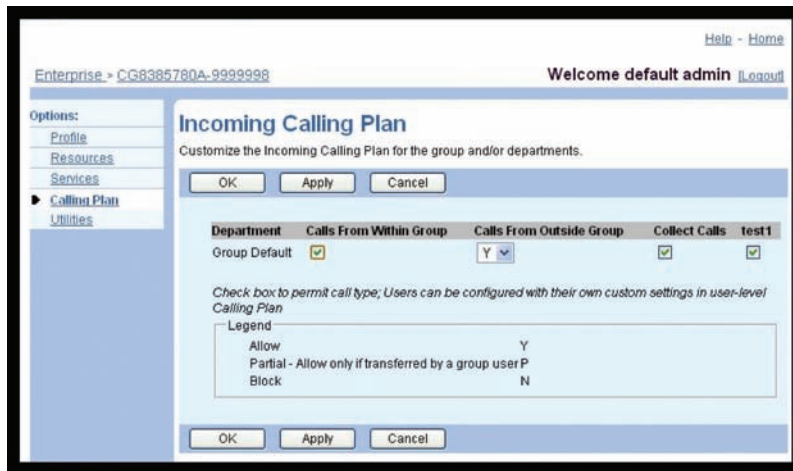 Help - Home
Enterprise > CG8385780A-9999998
Welcome default admin [Logout]
Options:
Profile
Resources
Services
Calling Plan
Utilities
Incoming Calling Plan
Customize the Incoming Calling Plan for the group and/or departments.
OK Apply Cancel
Department Calls From Within Group Calls From Outside Group Collect Calls test1
Group Default Y
Check box to permit call type; Users can be configured with their own custom settings in user-level
Calling Plan
Legend
Allow Y
Partial - Allow only if transferred by a group user P
Block N
OK Apply Cancel